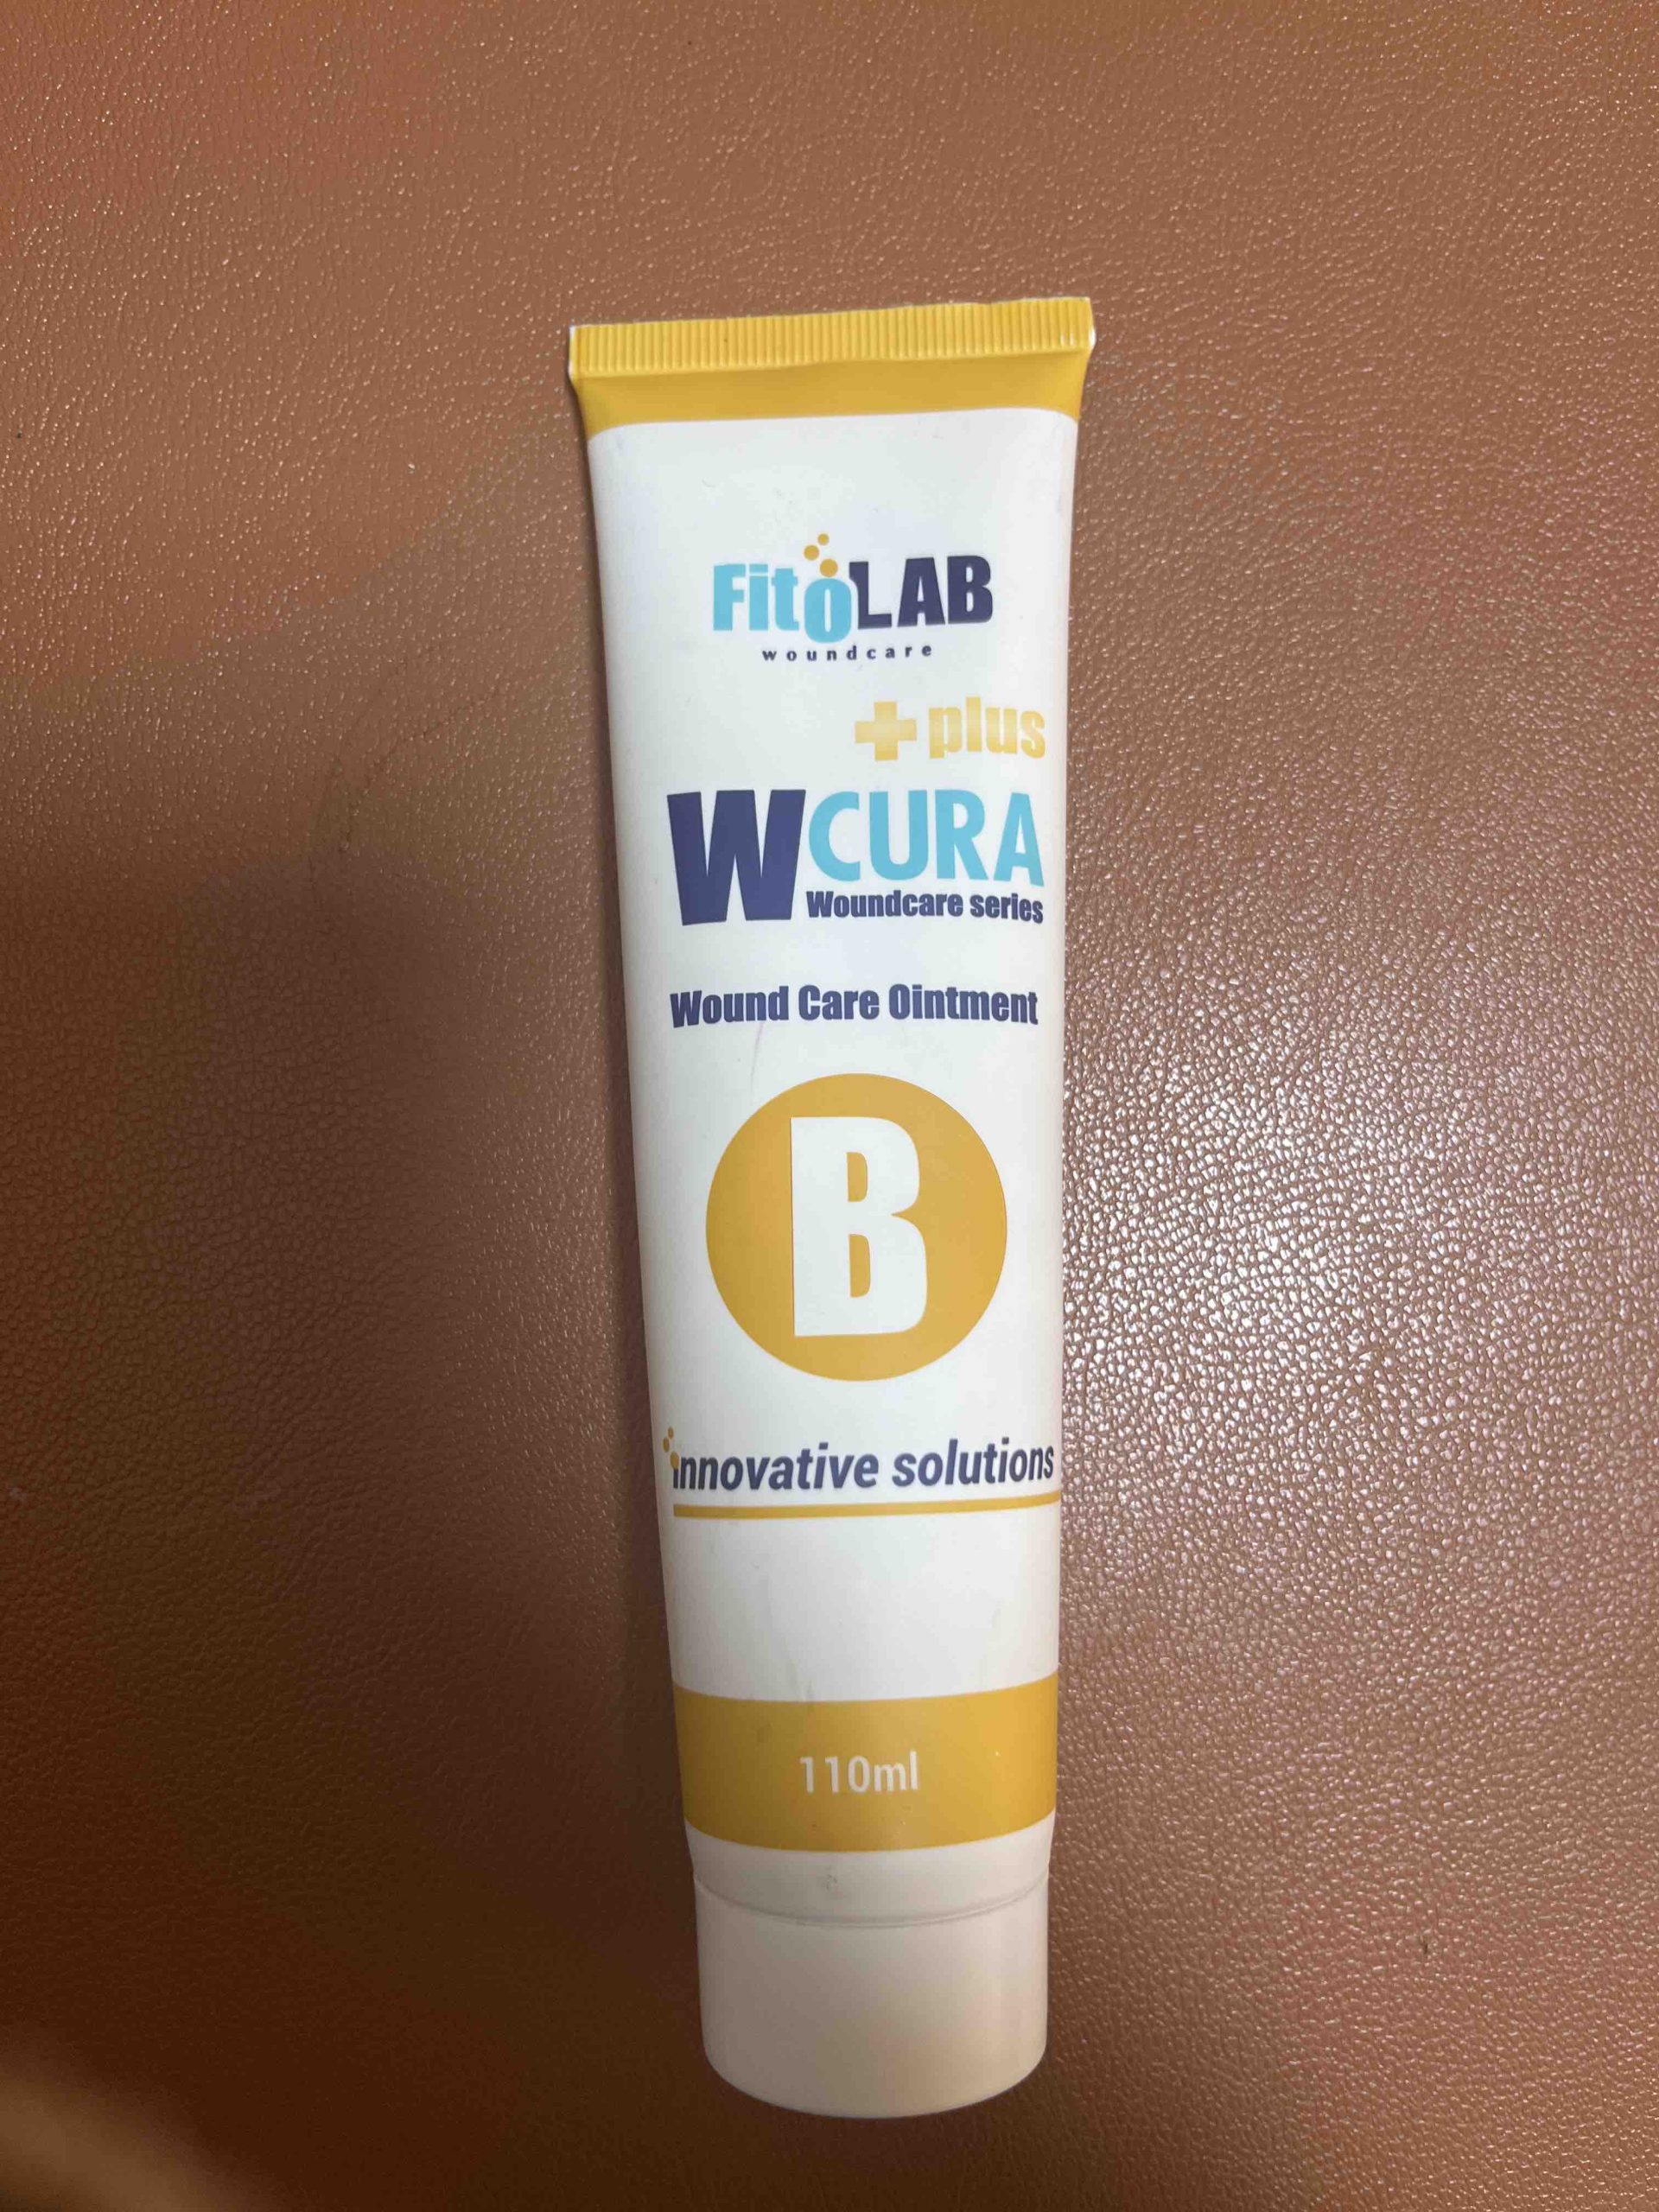 FitoLAB
woundcare
+ plus
WCURA
Woundcare series
Wound Care Ointment
B
innovative solutions
110ml